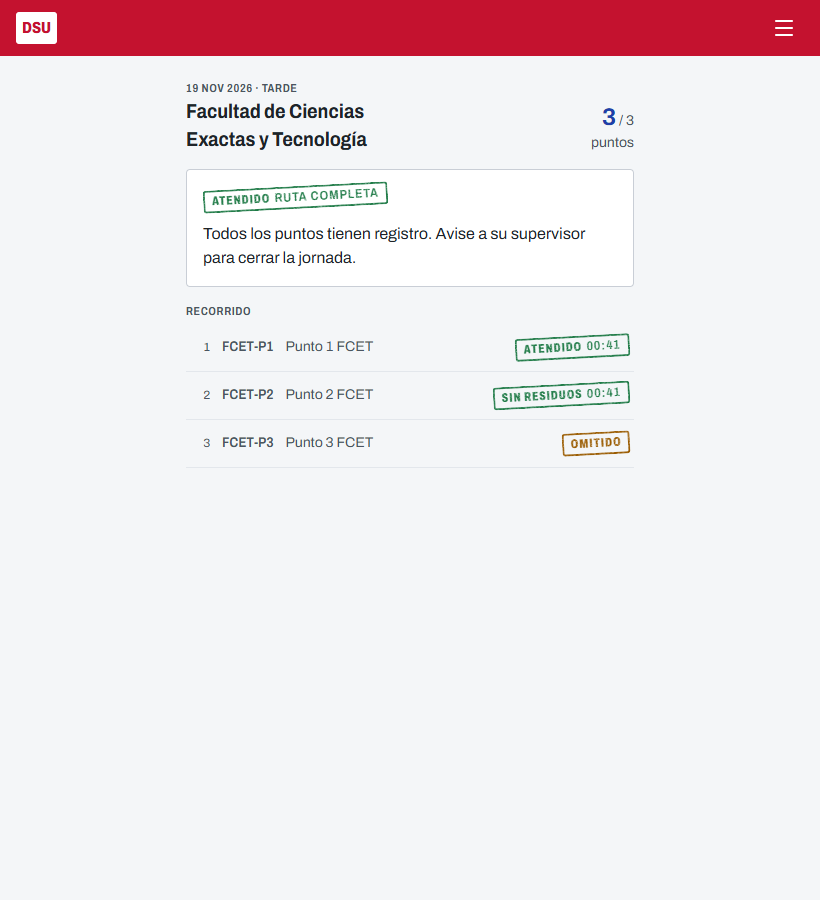 DSU
19 NOV 2026 · TARDE
Facultad de Ciencias
Exactas y Tecnología
3 / 3
puntos
ATENDIDO RUTA COMPLETA
Todos los puntos tienen registro. Avise a su supervisor
para cerrar la jornada.
RECORRIDO
1 FCET-P1 Punto 1 FCET ATENDIDO 00:41
2 FCET-P2 Punto 2 FCET SIN RESIDUOS 00:41
3 FCET-P3 Punto 3 FCET OMITIDO